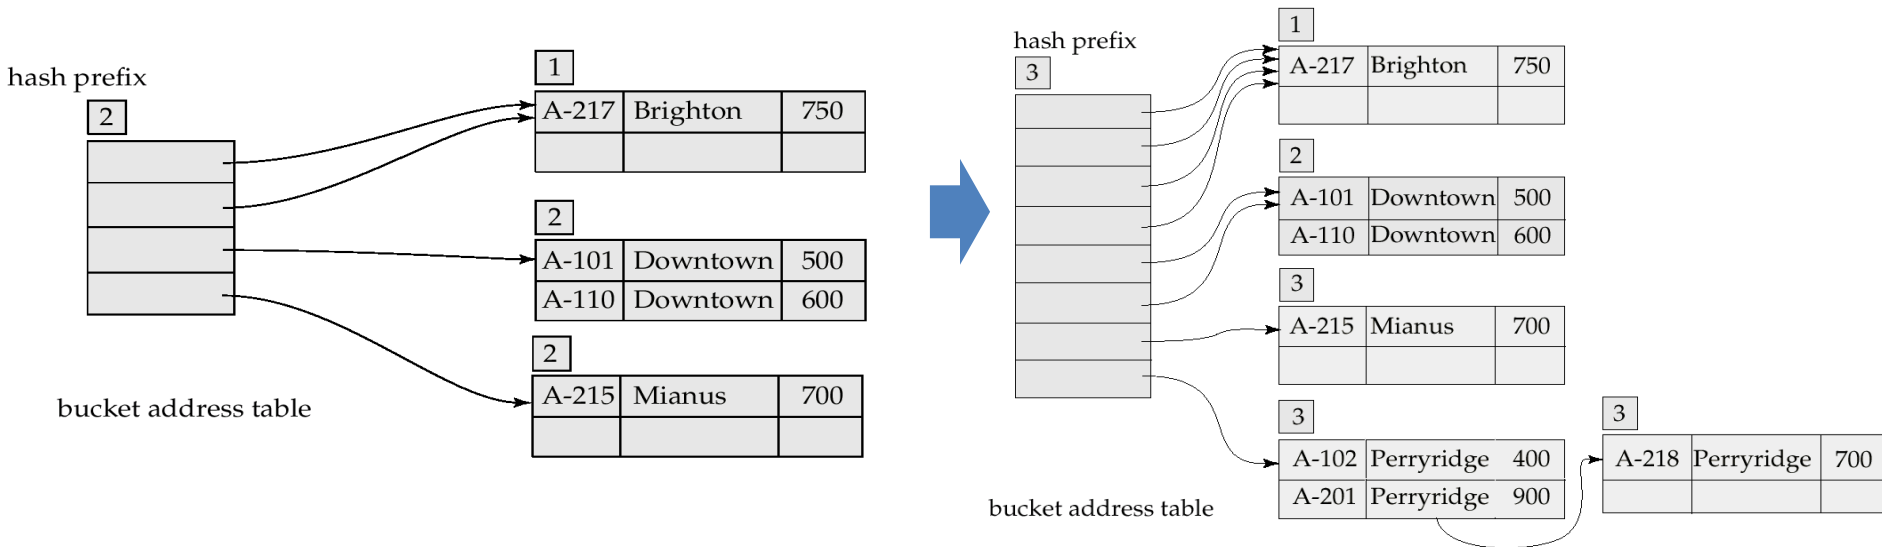 hash prefix
2
1
A-217 Brighton 750
2
A-101 Downtown 500
A-110 Downtown 600
2
A-215 Mianus 700
bucket address table
hash prefix
3
1
A-217 Brighton 750
2
A-101 Downtown 500
A-110 Downtown 600
3
A-215 Mianus 700
3
A-102 Perryridge 400
A-201 Perryridge 900
3
A-218 Perryridge 700
bucket address table